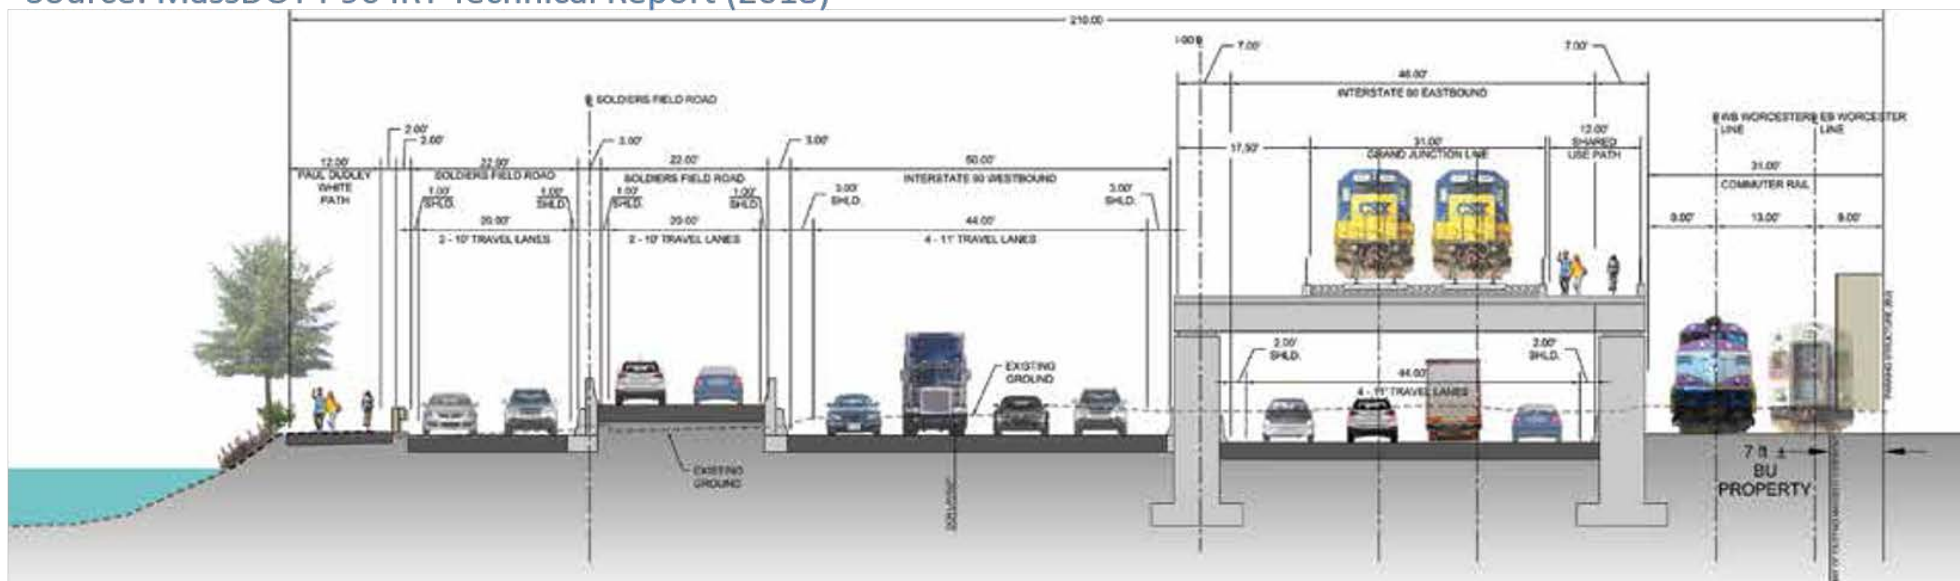 Source: MassDOT I-90 IRT Technical Report (2018)
210.00'
7.00'
7.00'
46.00'
INTERSTATE 90 EASTBOUND
SOLDIERS FIELD ROAD
WB WORCESTER
LINE
EB WORCESTER
LINE
2.00'
2.00'
3.00'
3.00'
12.00'
PAUL DUDLEY
WHITE
PATH
22.00'
SOLDIERS FIELD ROAD
22.00'
SOLDIERS FIELD ROAD
50.00'
INTERSTATE 90 WESTBOUND
17.50'
31.00'
GRAND JUNCTION LINE
12.00'
SHARED
USE PATH
31.00'
COMMUTER RAIL
1.00'
SHLD.
1.00'
SHLD.
1.00'
SHLD.
1.00'
SHLD.
3.00'
SHLD.
3.00'
SHLD.
20.00'
2 - 10' TRAVEL LANES
20.00'
2 - 10' TRAVEL LANES
44.00'
4 - 11' TRAVEL LANES
9.00'
13.00'
9.00'
CSX
CSX
2.00'
SHLD.
2.00'
SHLD.
44.00'
4 - 11' TRAVEL LANES
EXISTING
GROUND
EXISTING
GROUND
7 ft ±
BU
PROPERTY